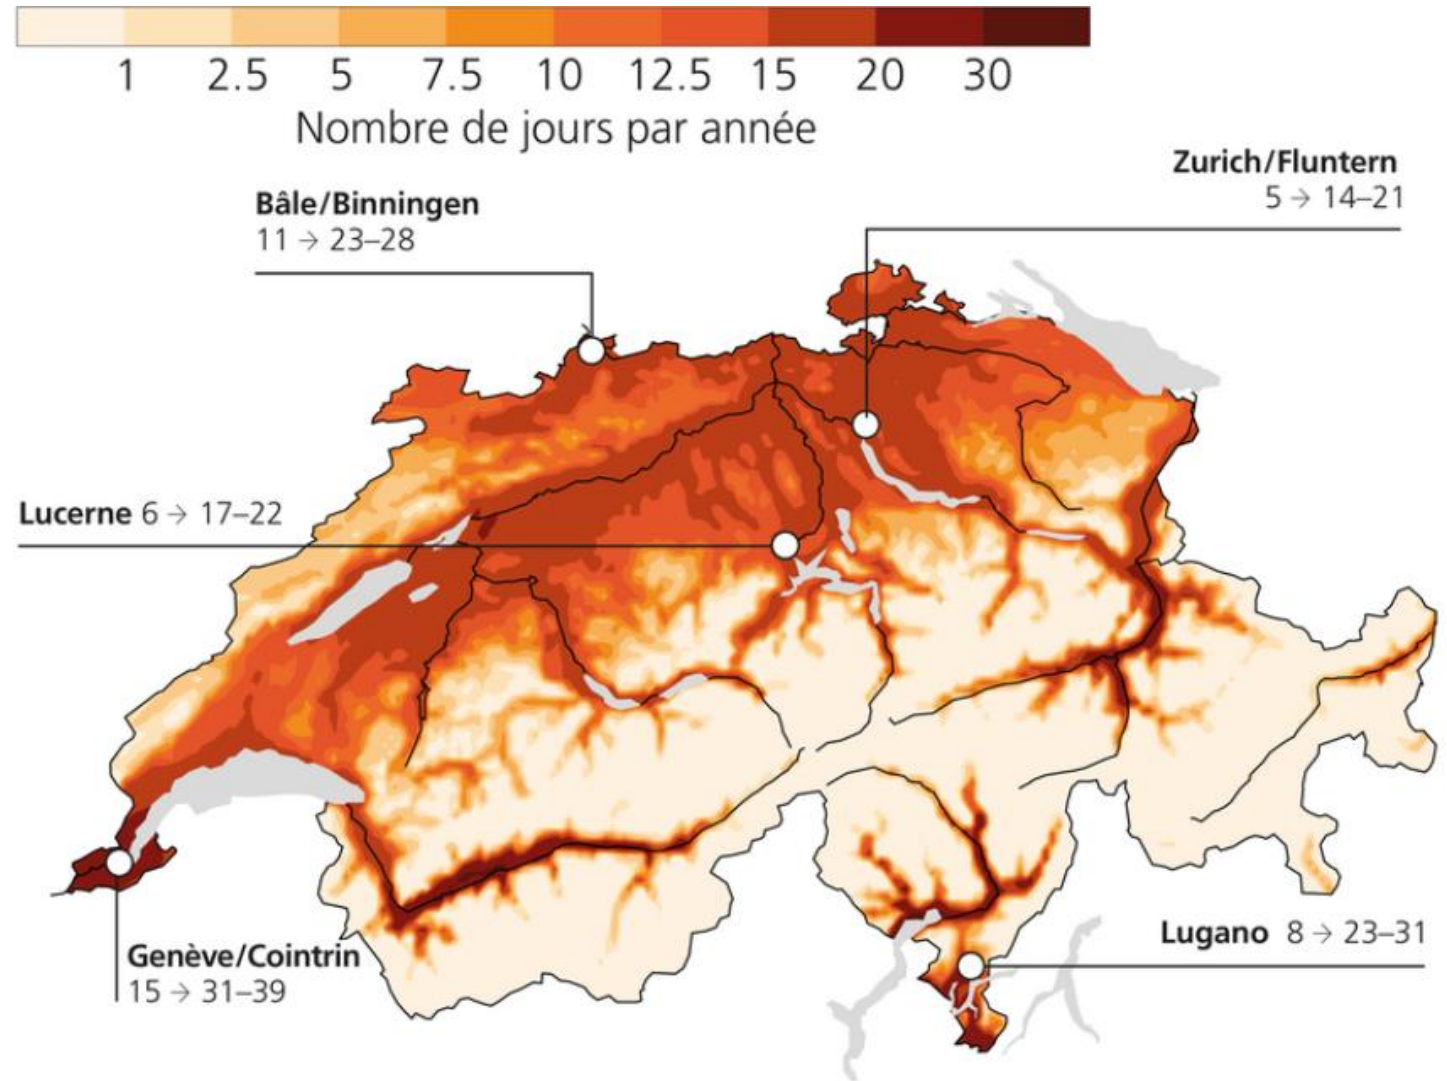 1 2.5 5 7.5 10 12.5 15 20 30
Nombre de jours par année
Zurich/Fluntern
5 → 14–21
Bâle/Binningen
11 → 23–28
Lucerne 6 → 17–22
Lugano 8 → 23–31
Genève/Cointrin
15 → 31–39